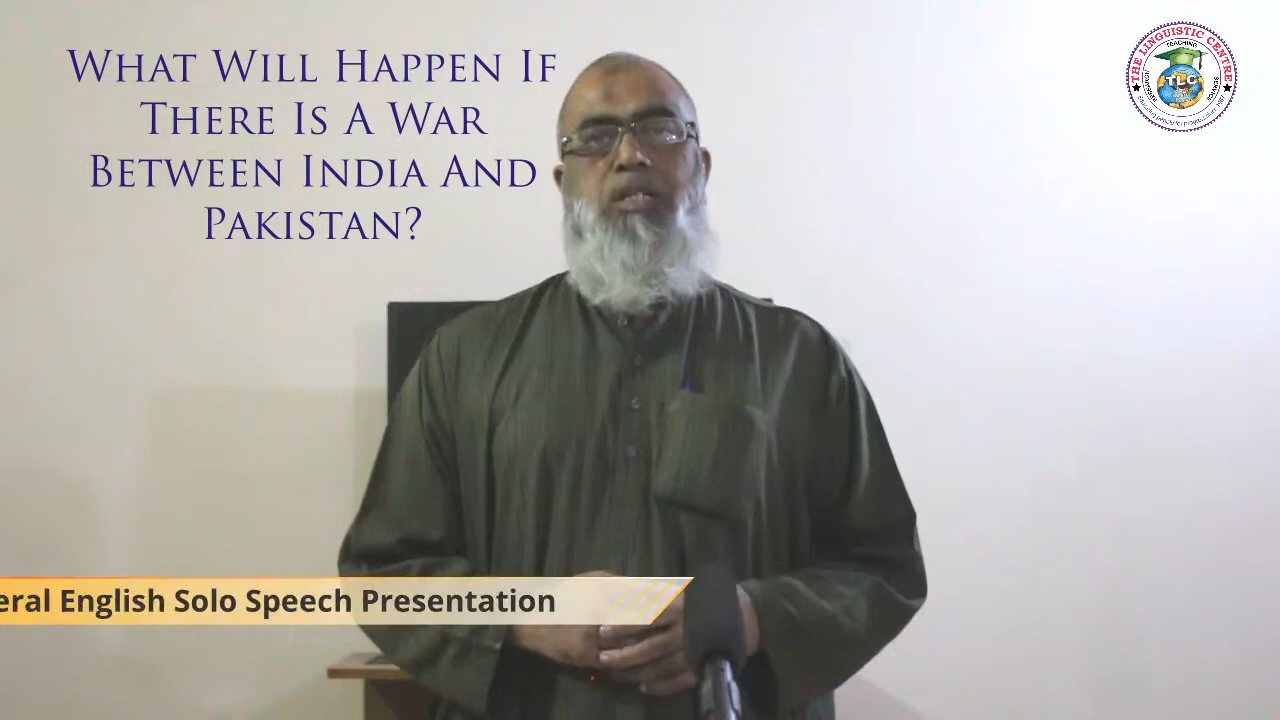 What Will Happen If
There Is A War
Between India And
Pakistan?
THE LINGUISTIC CENTRE
TEACHING
TLC
eral English Solo Speech Presentation